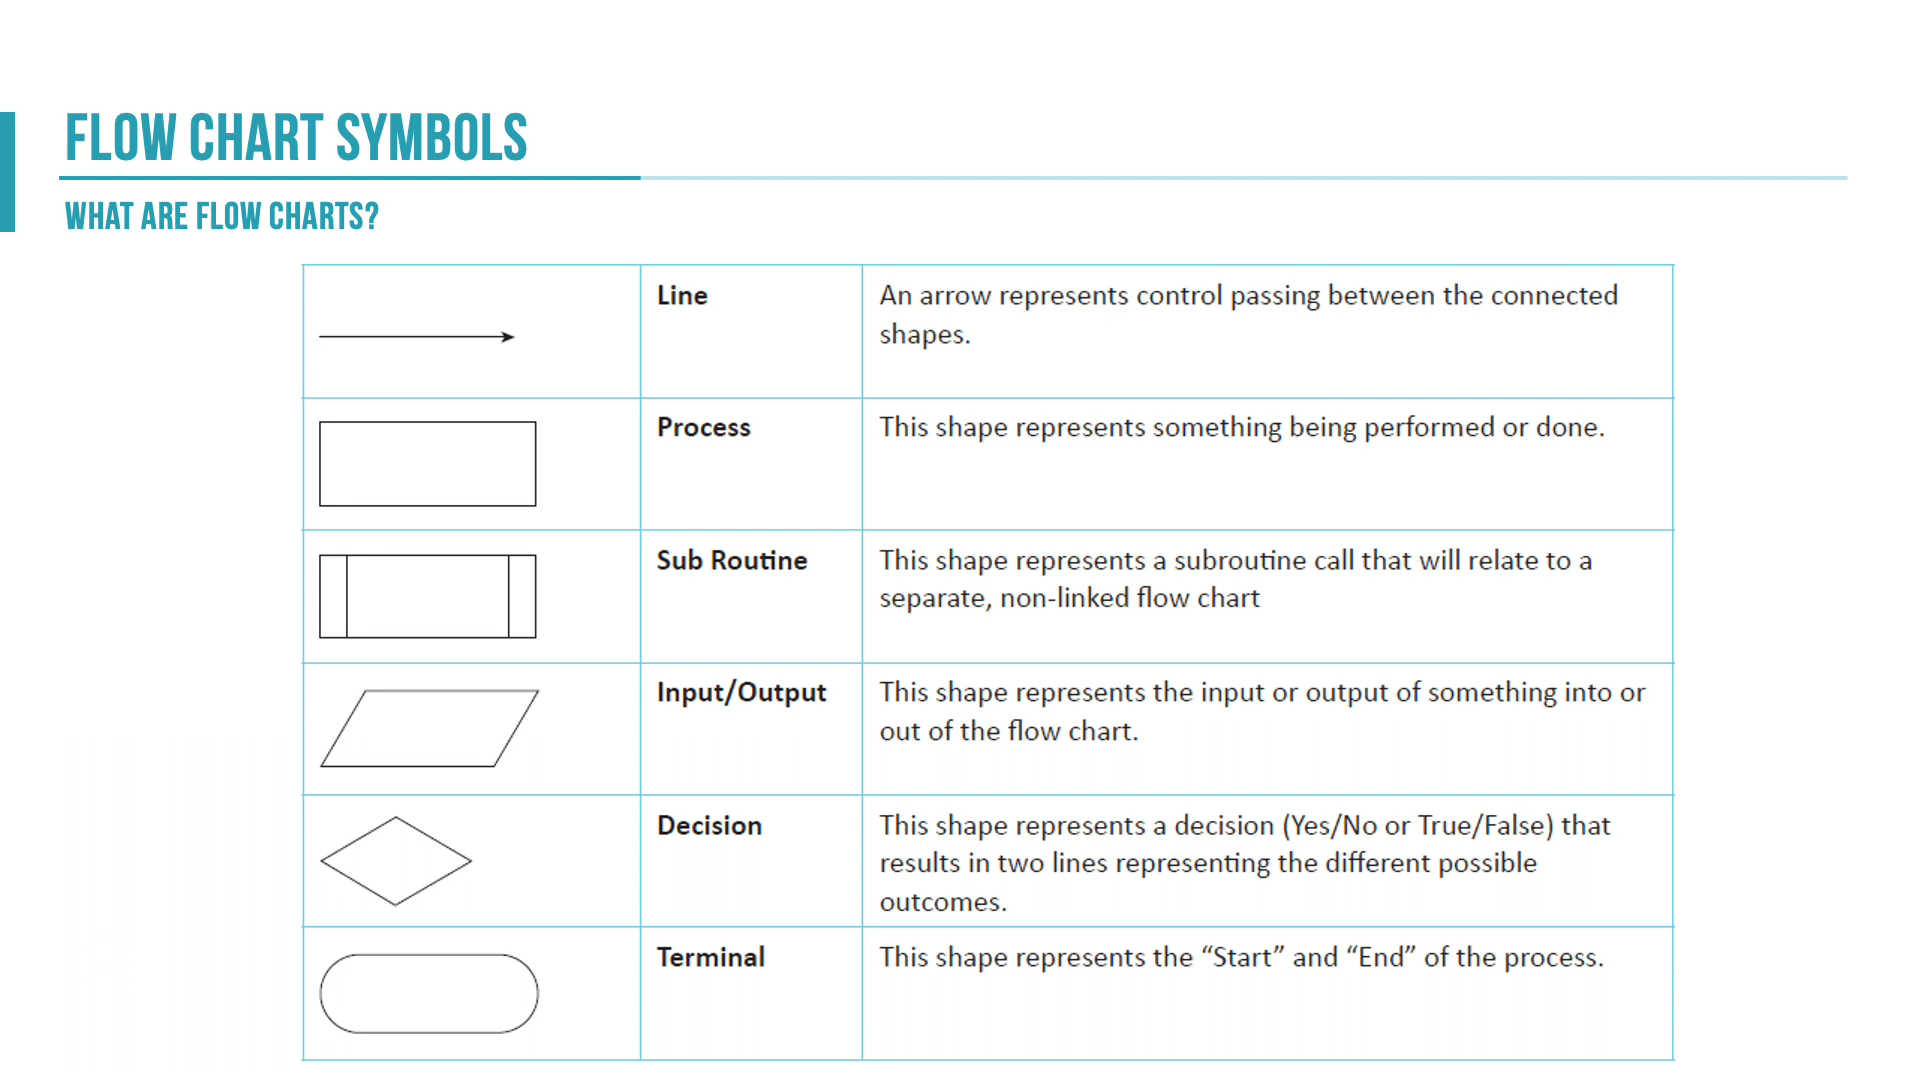 FLOW CHART SYMBOLS
WHAT ARE FLOW CHARTS?
Line
An arrow represents control passing between the connected
shapes.
Process
This shape represents something being performed or done.
Sub Routine
This shape represents a subroutine call that will relate to a
separate, non-linked flow chart
Input/Output
This shape represents the input or output of something into or
out of the flow chart.
Decision
This shape represents a decision (Yes/No or True/False) that
results in two lines representing the different possible
outcomes.
Terminal
This shape represents the “Start” and “End” of the process.